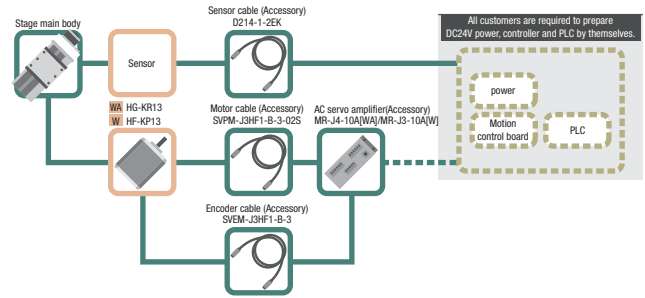 Sensor cable (Accessory)
D214-1-2EK
Stage main body
All customers are required to prepare
DC24V power, controller and PLC by themselves.
Sensor
power
WA HG-KR13
W HF-KP13
Motor cable (Accessory)
SVPM-J3HF1-B-3-02S
AC servo amplifier(Accessory)
MR-J4-10A[WA]/MR-J3-10A[W]
Motion
control board
PLC
Encoder cable (Accessory)
SVEM-J3HF1-B-3